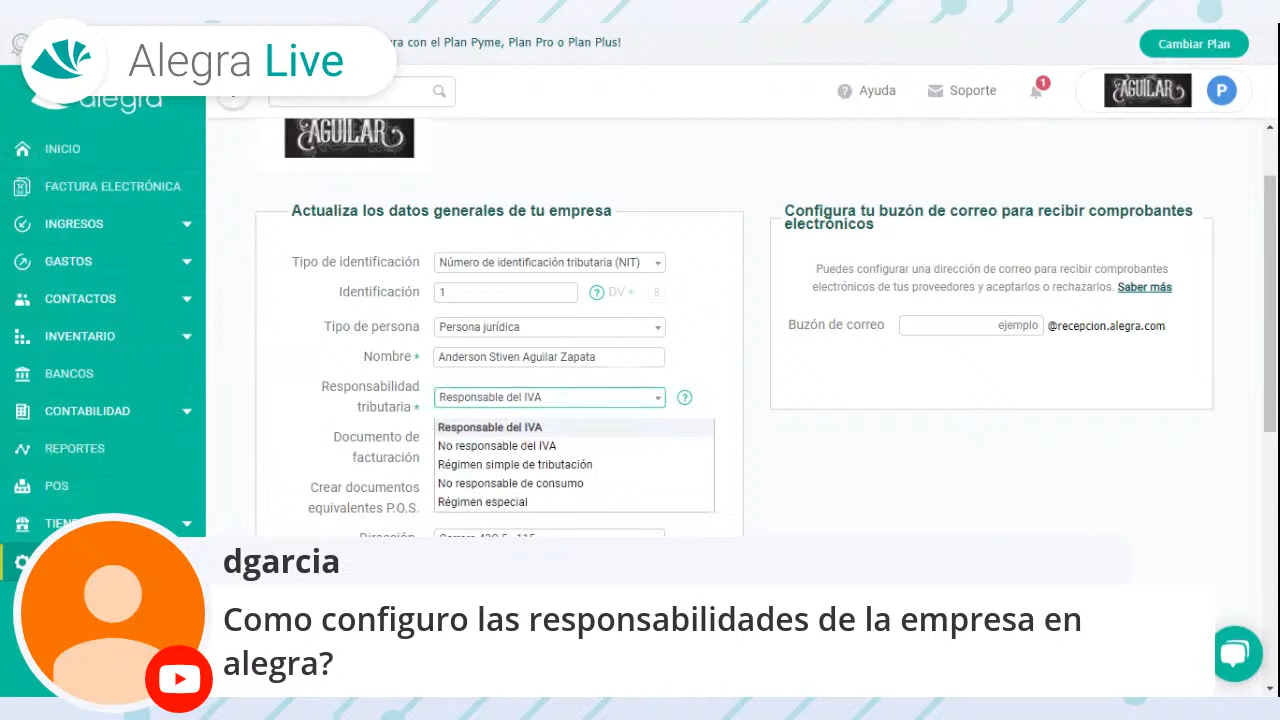 Alegra Live
ra con el Plan Pyme, Plan Pro o Plan Plus!
Cambiar Plan
alegra
Ayuda
Soporte
1
AGUILAR
P
AGUILAR
INICIO
FACTURA ELECTRÓNICA
INGRESOS
GASTOS
CONTACTOS
INVENTARIO
BANCOS
CONTABILIDAD
REPORTES
POS
TIEN
Actualiza los datos generales de tu empresa
Tipo de identificación Número de identificación tributaria (NIT)
Identificación 1 ? DV * 8
Tipo de persona Persona jurídica
Nombre * Anderson Stiven Aguilar Zapata
Responsabilidad
tributaria * Responsable del IVA ?
Responsable del IVA
No responsable del IVA
Régimen simple de tributación
No responsable de consumo
Régimen especial
Documento de
facturación
Crear documentos
equivalentes P.O.S.
Dirección
Configura tu buzón de correo para recibir comprobantes
electrónicos
Puedes configurar una dirección de correo para recibir comprobantes
electrónicos de tus proveedores y aceptarlos o rechazarlos. Saber más
Buzón de correo ejemplo @recepcion.alegra.com
dgarcia
Como configuro las responsabilidades de la empresa en
alegra?